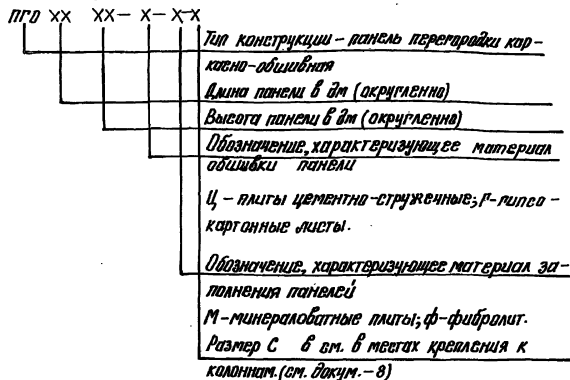 ПГО ХХ ХХ- Х- Х- Х
Тип конструкции - панель перегородки кар-
касно-обшивная
Длина панели в дм (округленно)
Высота панели в дм (округленно)
Обозначение, характеризующее материал
обшивки панели
Ц - плиты цементно-стружечные; Г-гипсо-
картонные листы.
Обозначение, характеризующее материал за-
полнения панелей
М-минераловатные плиты; Ф-фибролит.
Размер С в см. в местах крепления к
колоннам. (см. докум.-8)